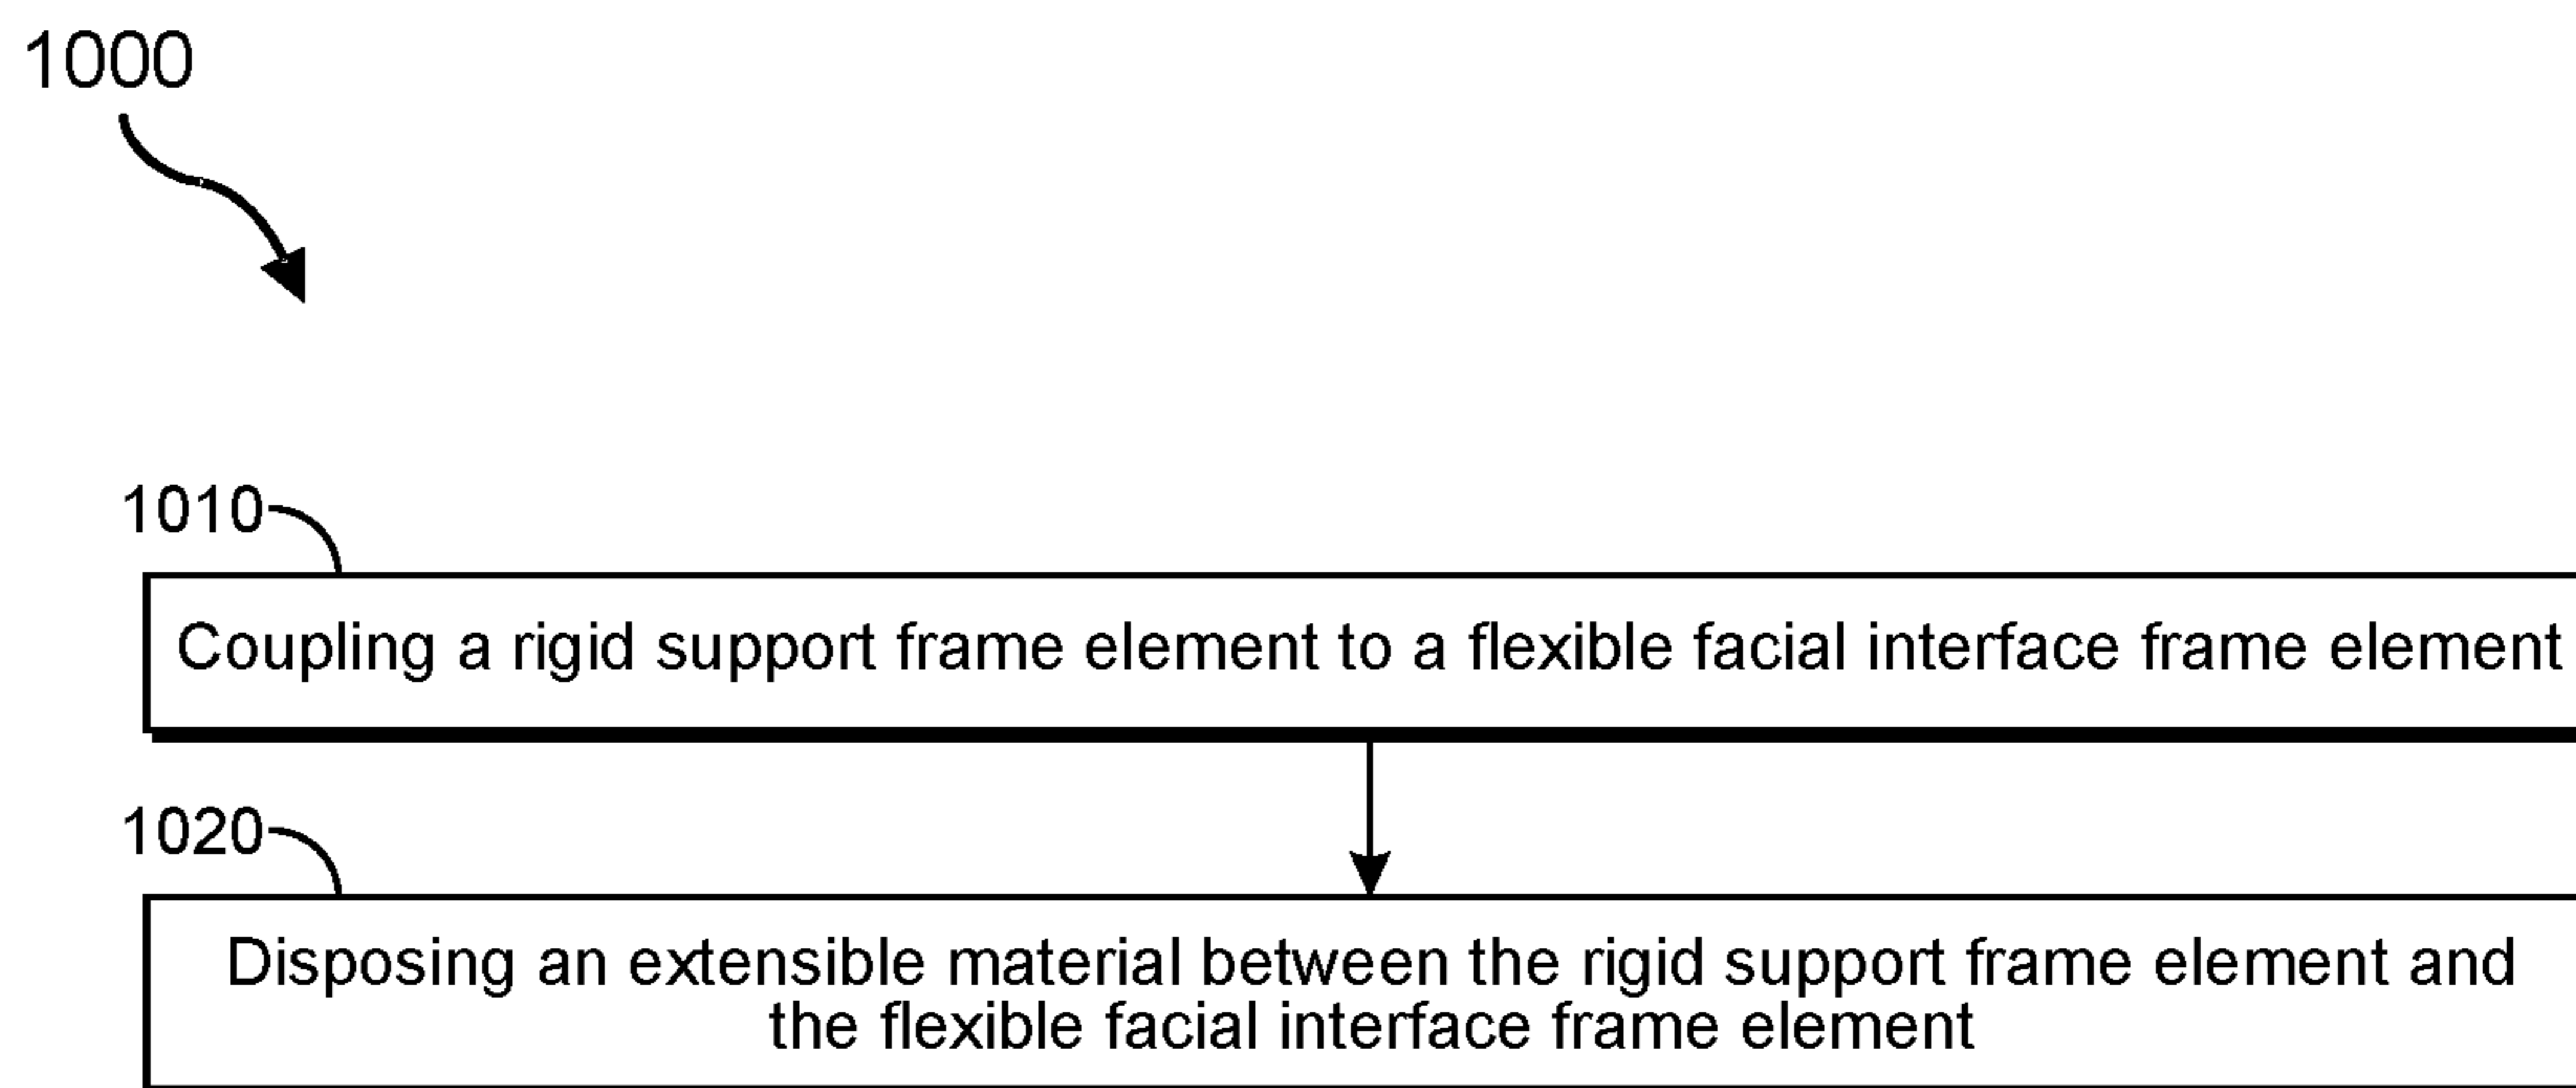 1000
1010
Coupling a rigid support frame element to a flexible facial interface frame element
1020
Disposing an extensible material between the rigid support frame element and
the flexible facial interface frame element